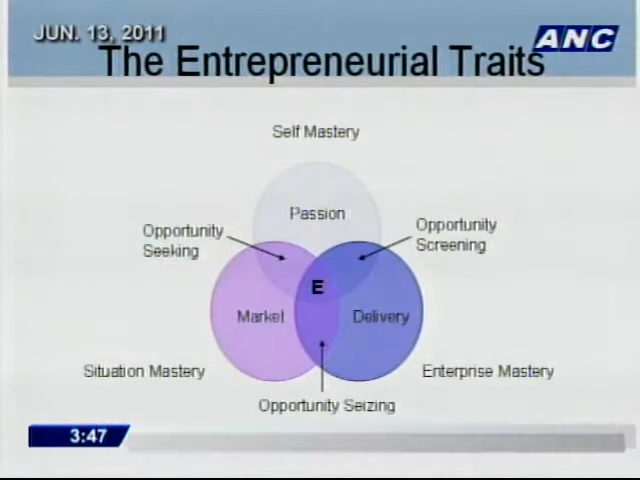 JUN. 13, 2011
ANC
The Entrepreneurial Traits
Self Mastery
Passion
Opportunity
Seeking
Opportunity
Screening
E
Market
Delivery
Situation Mastery
Enterprise Mastery
Opportunity Seizing
3:47